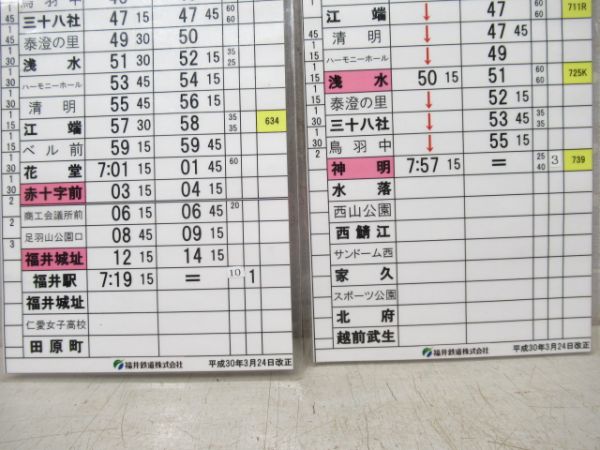 三十八社 47 15 47 45 60 60
泰澄の里 49 30 50
浅水 51 30 52 15 35 25
ハーモニーホール 53 45 54 15
清明 55 45 56 15
江端 57 30 58 35 35 634
ベル前 59 15 59 45
花堂 7:01 15 01 45 60
赤十字前 03 15 04 15
商工会議所前 06 15 06 45 20
足羽山公園口 08 45 09 15
福井城址 12 15 14 15
福井駅 7:19 15 = 10 1
福井城址
仁愛女子高校
田原町
福井鉄道株式会社 平成30年3月24日改正
江端 ↓ 47 60 711R
清明 ↓ 47 45
ハーモニーホール ↓ 49
浅水 50 15 51 60 60 725K
泰澄の里 ↓ 52 15
三十八社 ↓ 53 45
鳥羽中 ↓ 55 15
神明 7:57 15 = 25 40 3 739
水落
西山公園
西鯖江
サンドーム西
家久
スポーツ公園
北府
越前武生
福井鉄道株式会社 平成30年3月24日改正